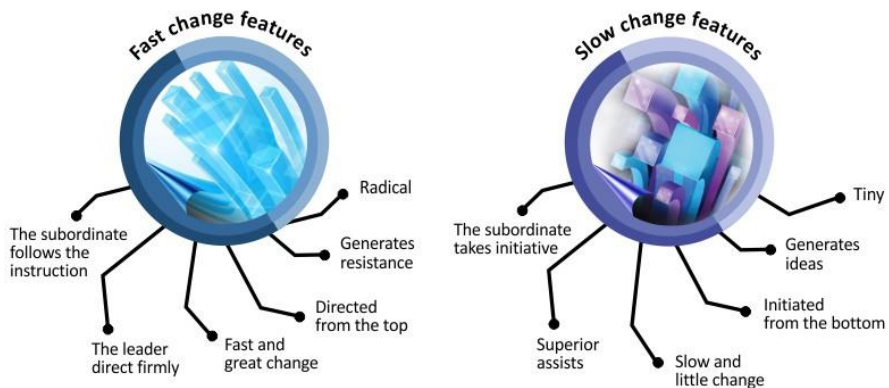 Fast change features
The subordinate
follows the
instruction
The leader
direct firmly
Fast and
great change
Directed
from the top
Generates
resistance
Radical
Slow change features
The subordinate
takes initiative
Superior
assists
Slow and
little change
Initiated
from the bottom
Generates
ideas
Tiny